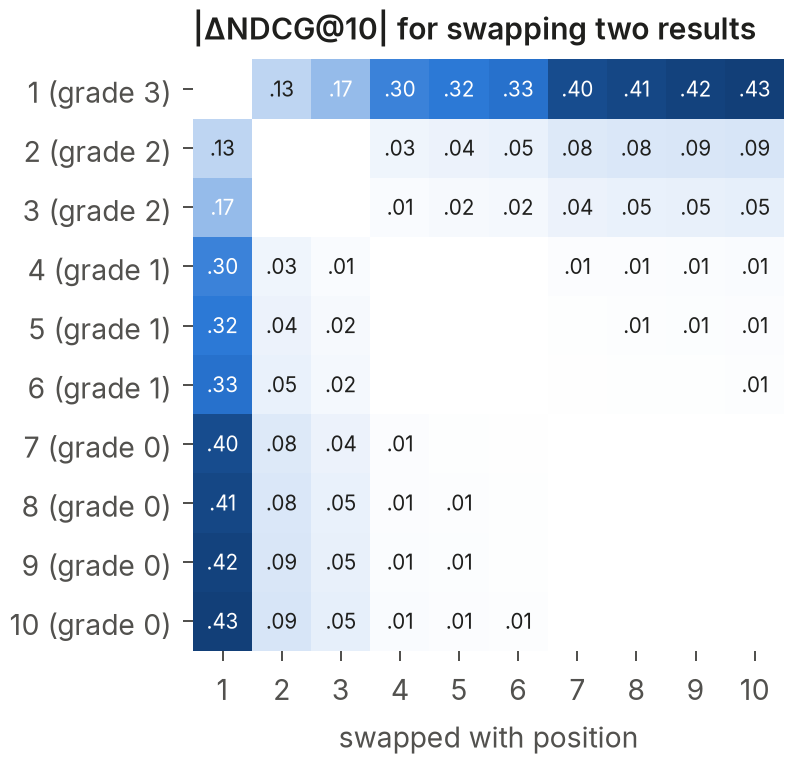 |ΔNDCG@10| for swapping two results
1 (grade 3) .13 .17 .30 .32 .33 .40 .41 .42 .43
2 (grade 2) .13 .03 .04 .05 .08 .08 .09 .09
3 (grade 2) .17 .01 .02 .02 .04 .05 .05 .05
4 (grade 1) .30 .03 .01 .01 .01 .01 .01
5 (grade 1) .32 .04 .02 .01 .01 .01
6 (grade 1) .33 .05 .02 .01
7 (grade 0) .40 .08 .04 .01
8 (grade 0) .41 .08 .05 .01 .01
9 (grade 0) .42 .09 .05 .01 .01
10 (grade 0) .43 .09 .05 .01 .01 .01
1 2 3 4 5 6 7 8 9 10
swapped with position